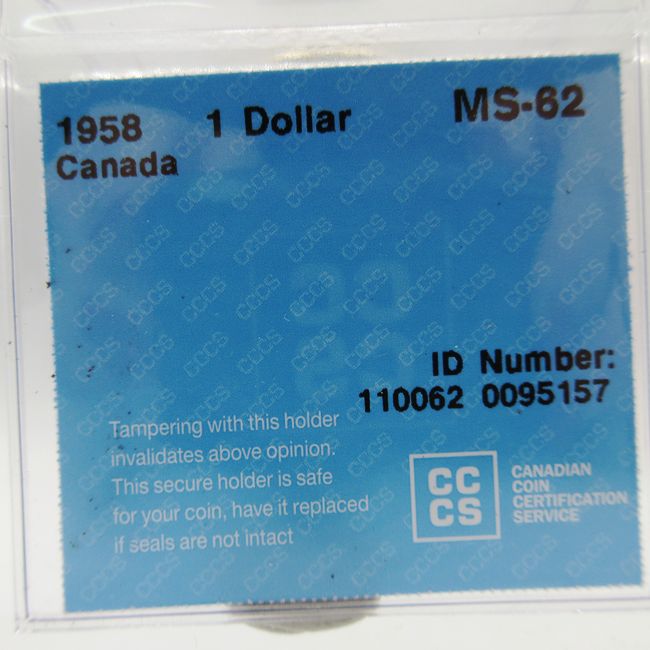 1958 1 Dollar MS-62
Canada
ID Number:
110062 0095157
Tampering with this holder
invalidates above opinion.
This secure holder is safe
for your coin, have it replaced
if seals are not intact
CC
CS
CANADIAN
COIN
CERTIFICATION
SERVICE